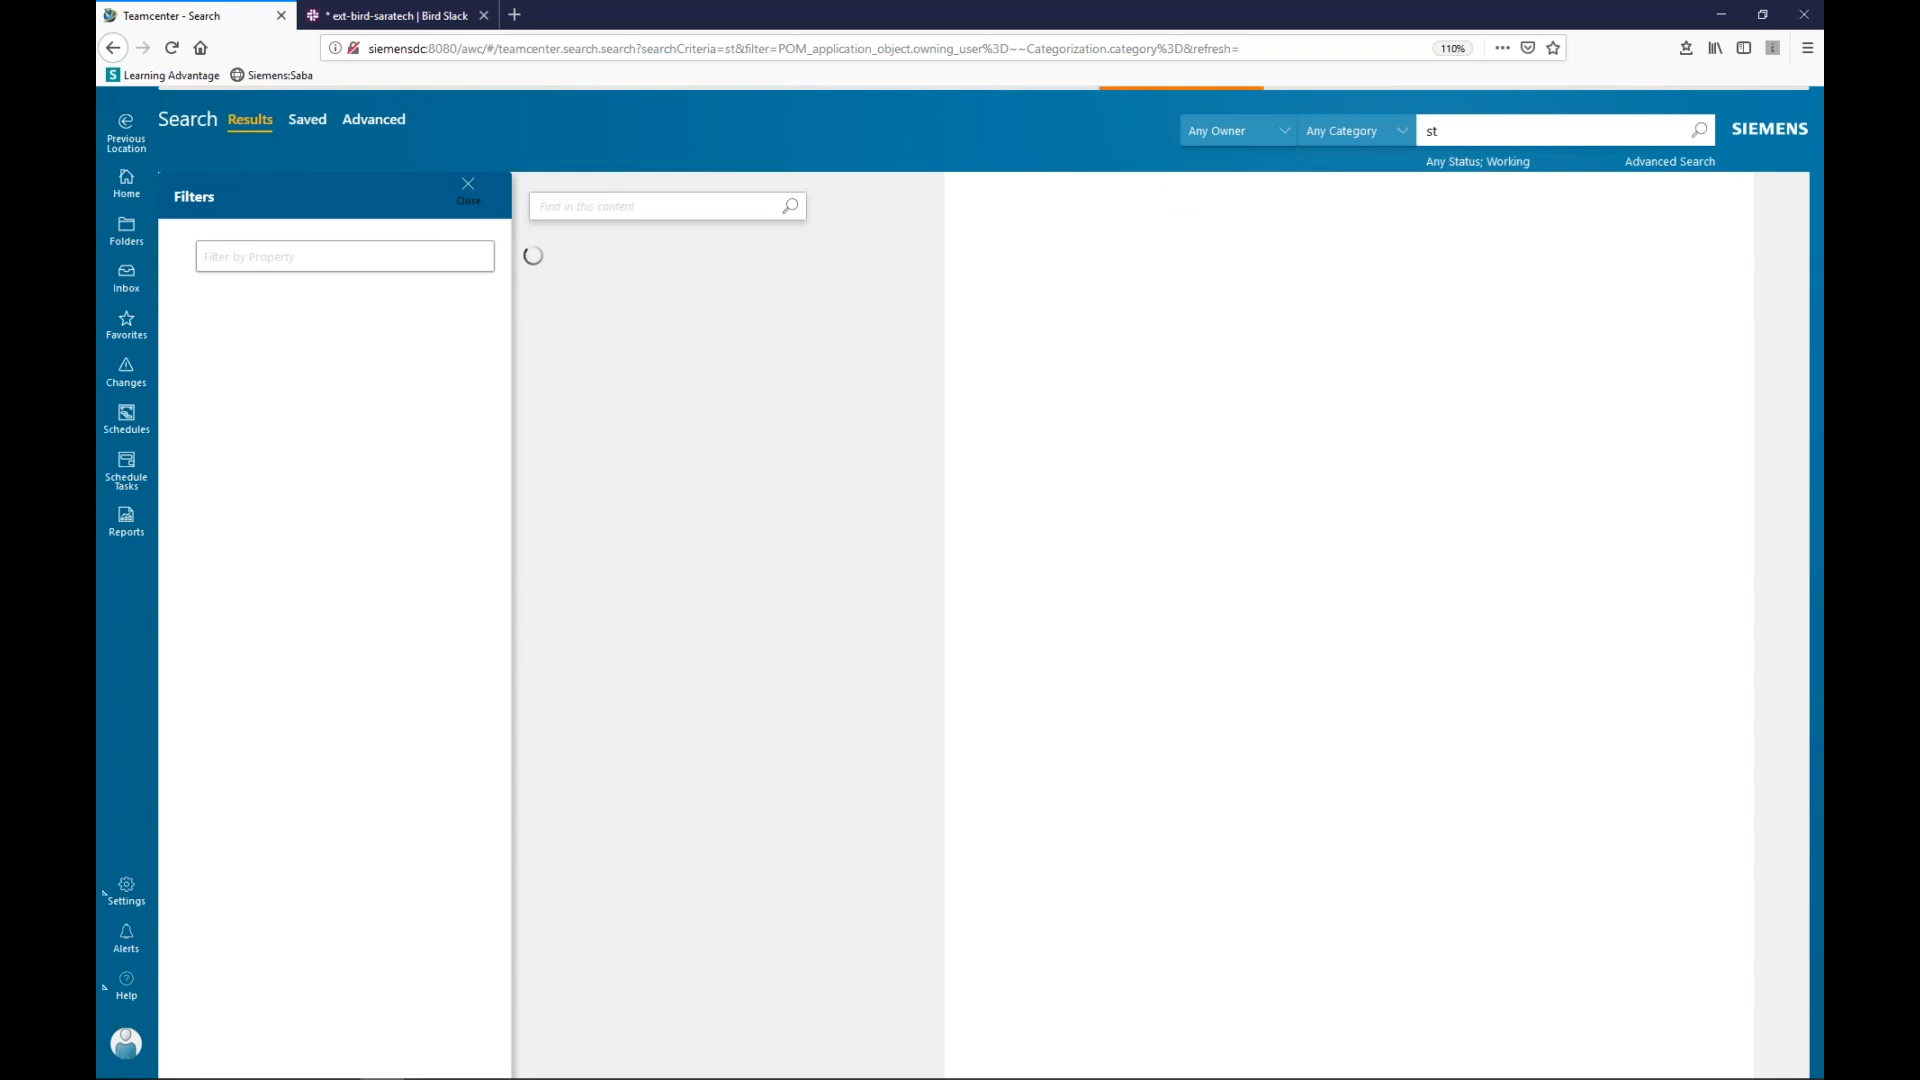 Teamcenter - Search
* ext-bird-saratech | Bird Slack
siemensdc:8080/awc/#/teamcenter.search.search?searchCriteria=st&filter=POM_application_object.owning_user%3D~~Categorization.category%3D&refresh=
110%
S Learning Advantage
Siemens:Saba
Previous
Location
Search
Results
Saved
Advanced
Any Owner
Any Category
st
SIEMENS
Any Status; Working
Advanced Search
Home
Folders
Inbox
Favorites
Changes
Schedules
Schedule
Tasks
Reports
Settings
Alerts
Help
Filters
Close
Filter by Property
Find in this content